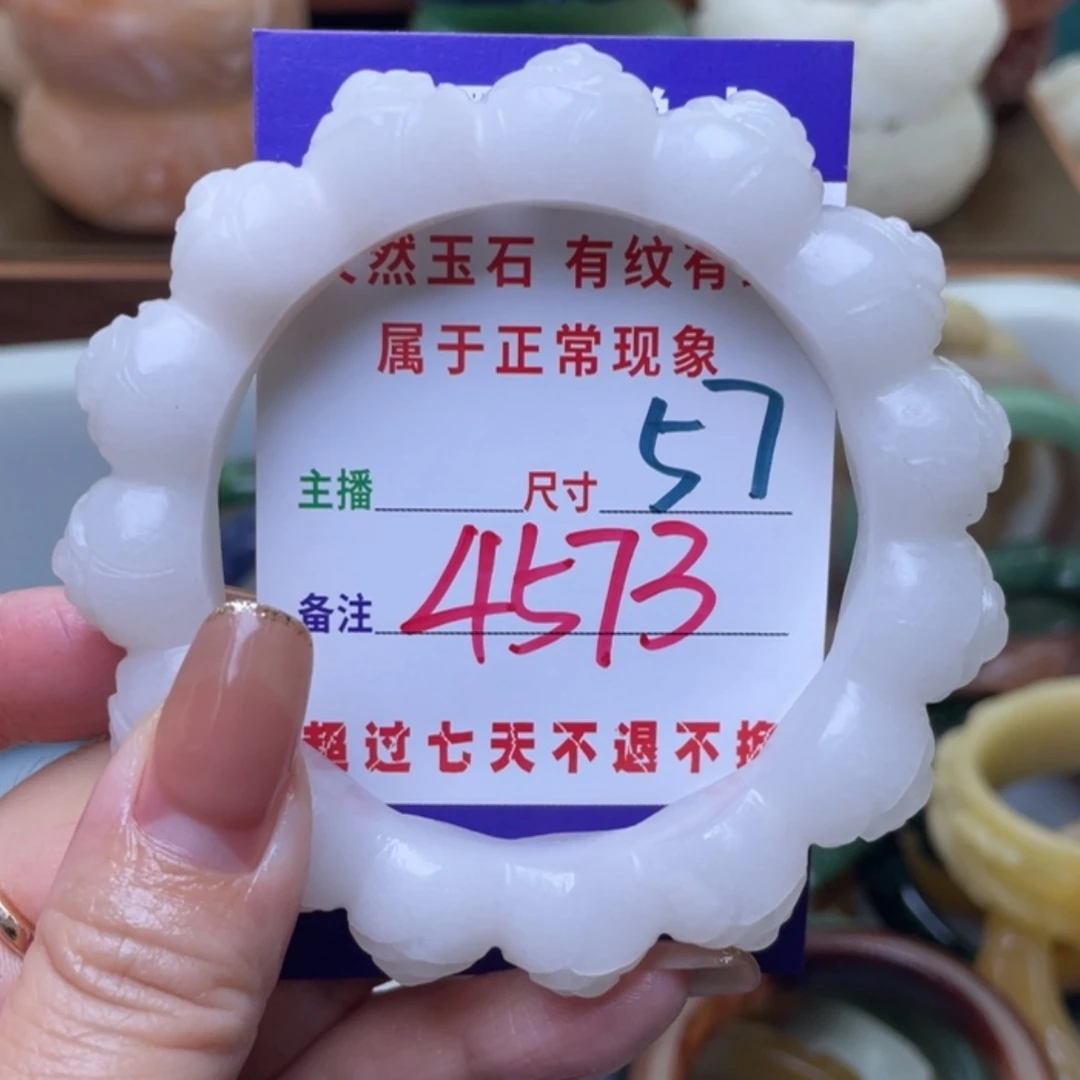 然玉石 有纹有
属于正常现象
主播 尺寸 57
备注 4573
超过七天不退不换